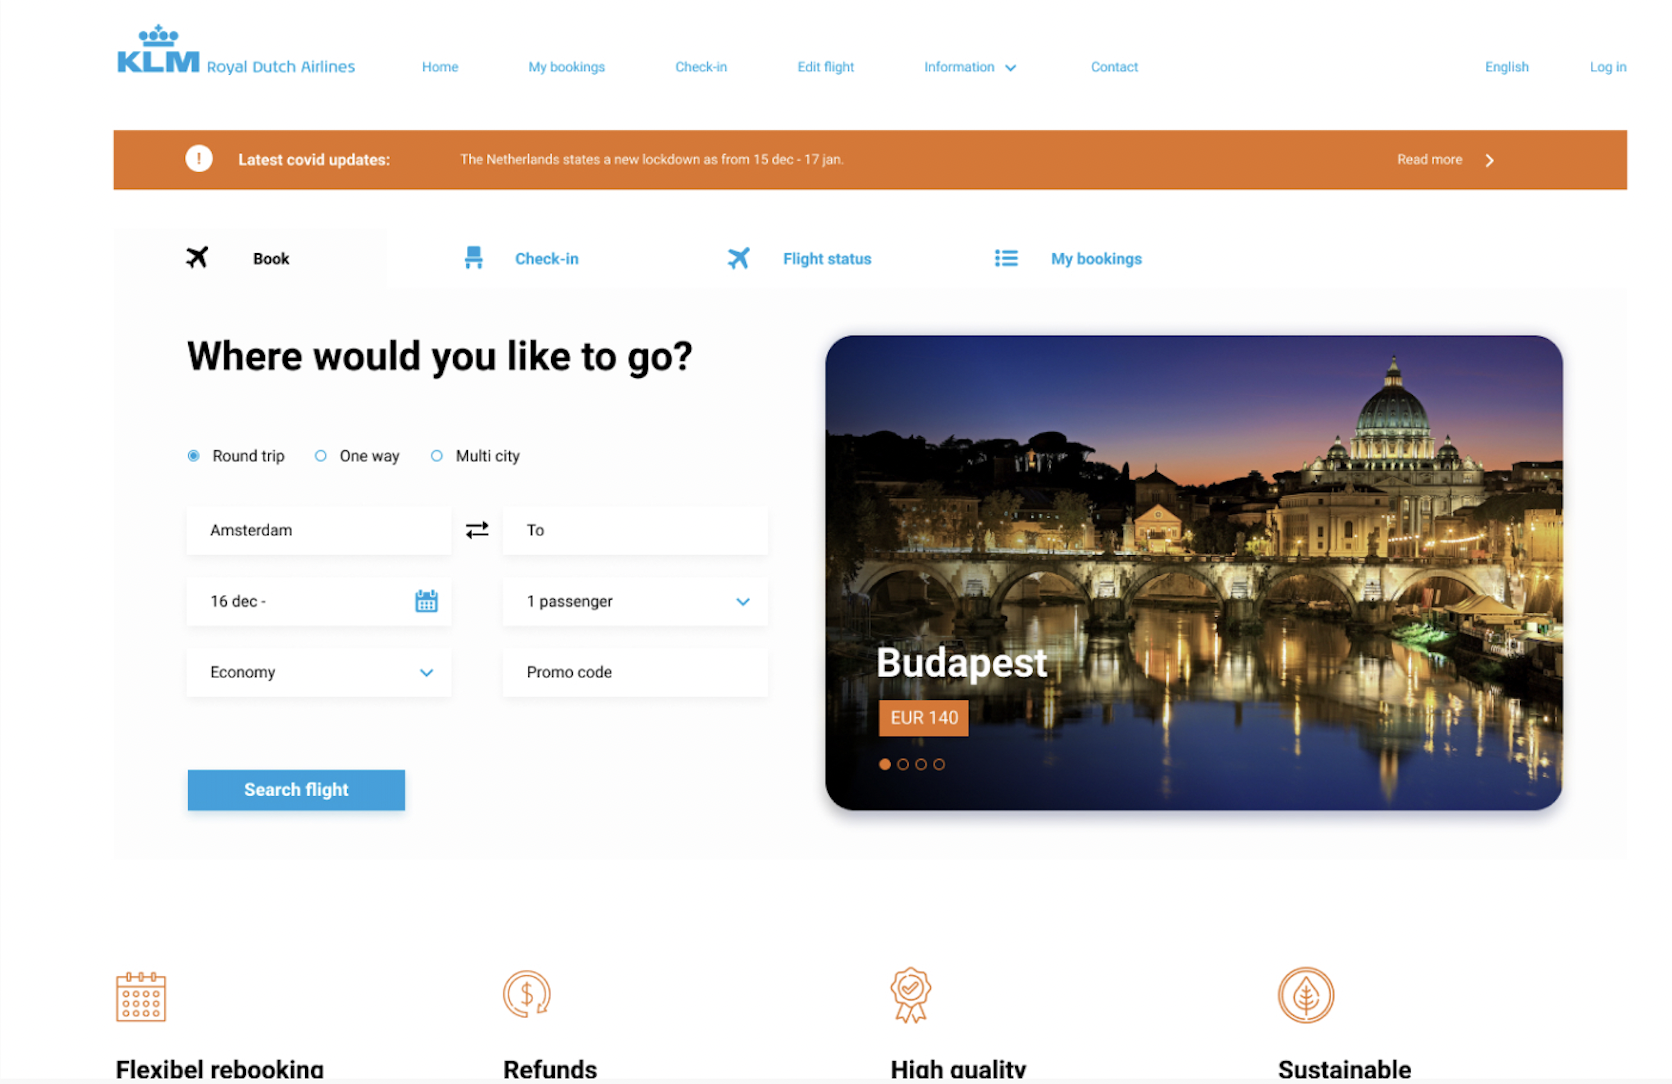 KLM Royal Dutch Airlines
Home My bookings Check-in Edit flight Information Contact English Log in
! Latest covid updates: The Netherlands states a new lockdown as from 15 dec - 17 jan. Read more
Book Check-in Flight status My bookings
Where would you like to go?
Round trip One way Multi city
Amsterdam To
16 dec - 1 passenger
Economy Promo code
Search flight
Budapest
EUR 140
Flexibel rebooking Refunds High quality Sustainable